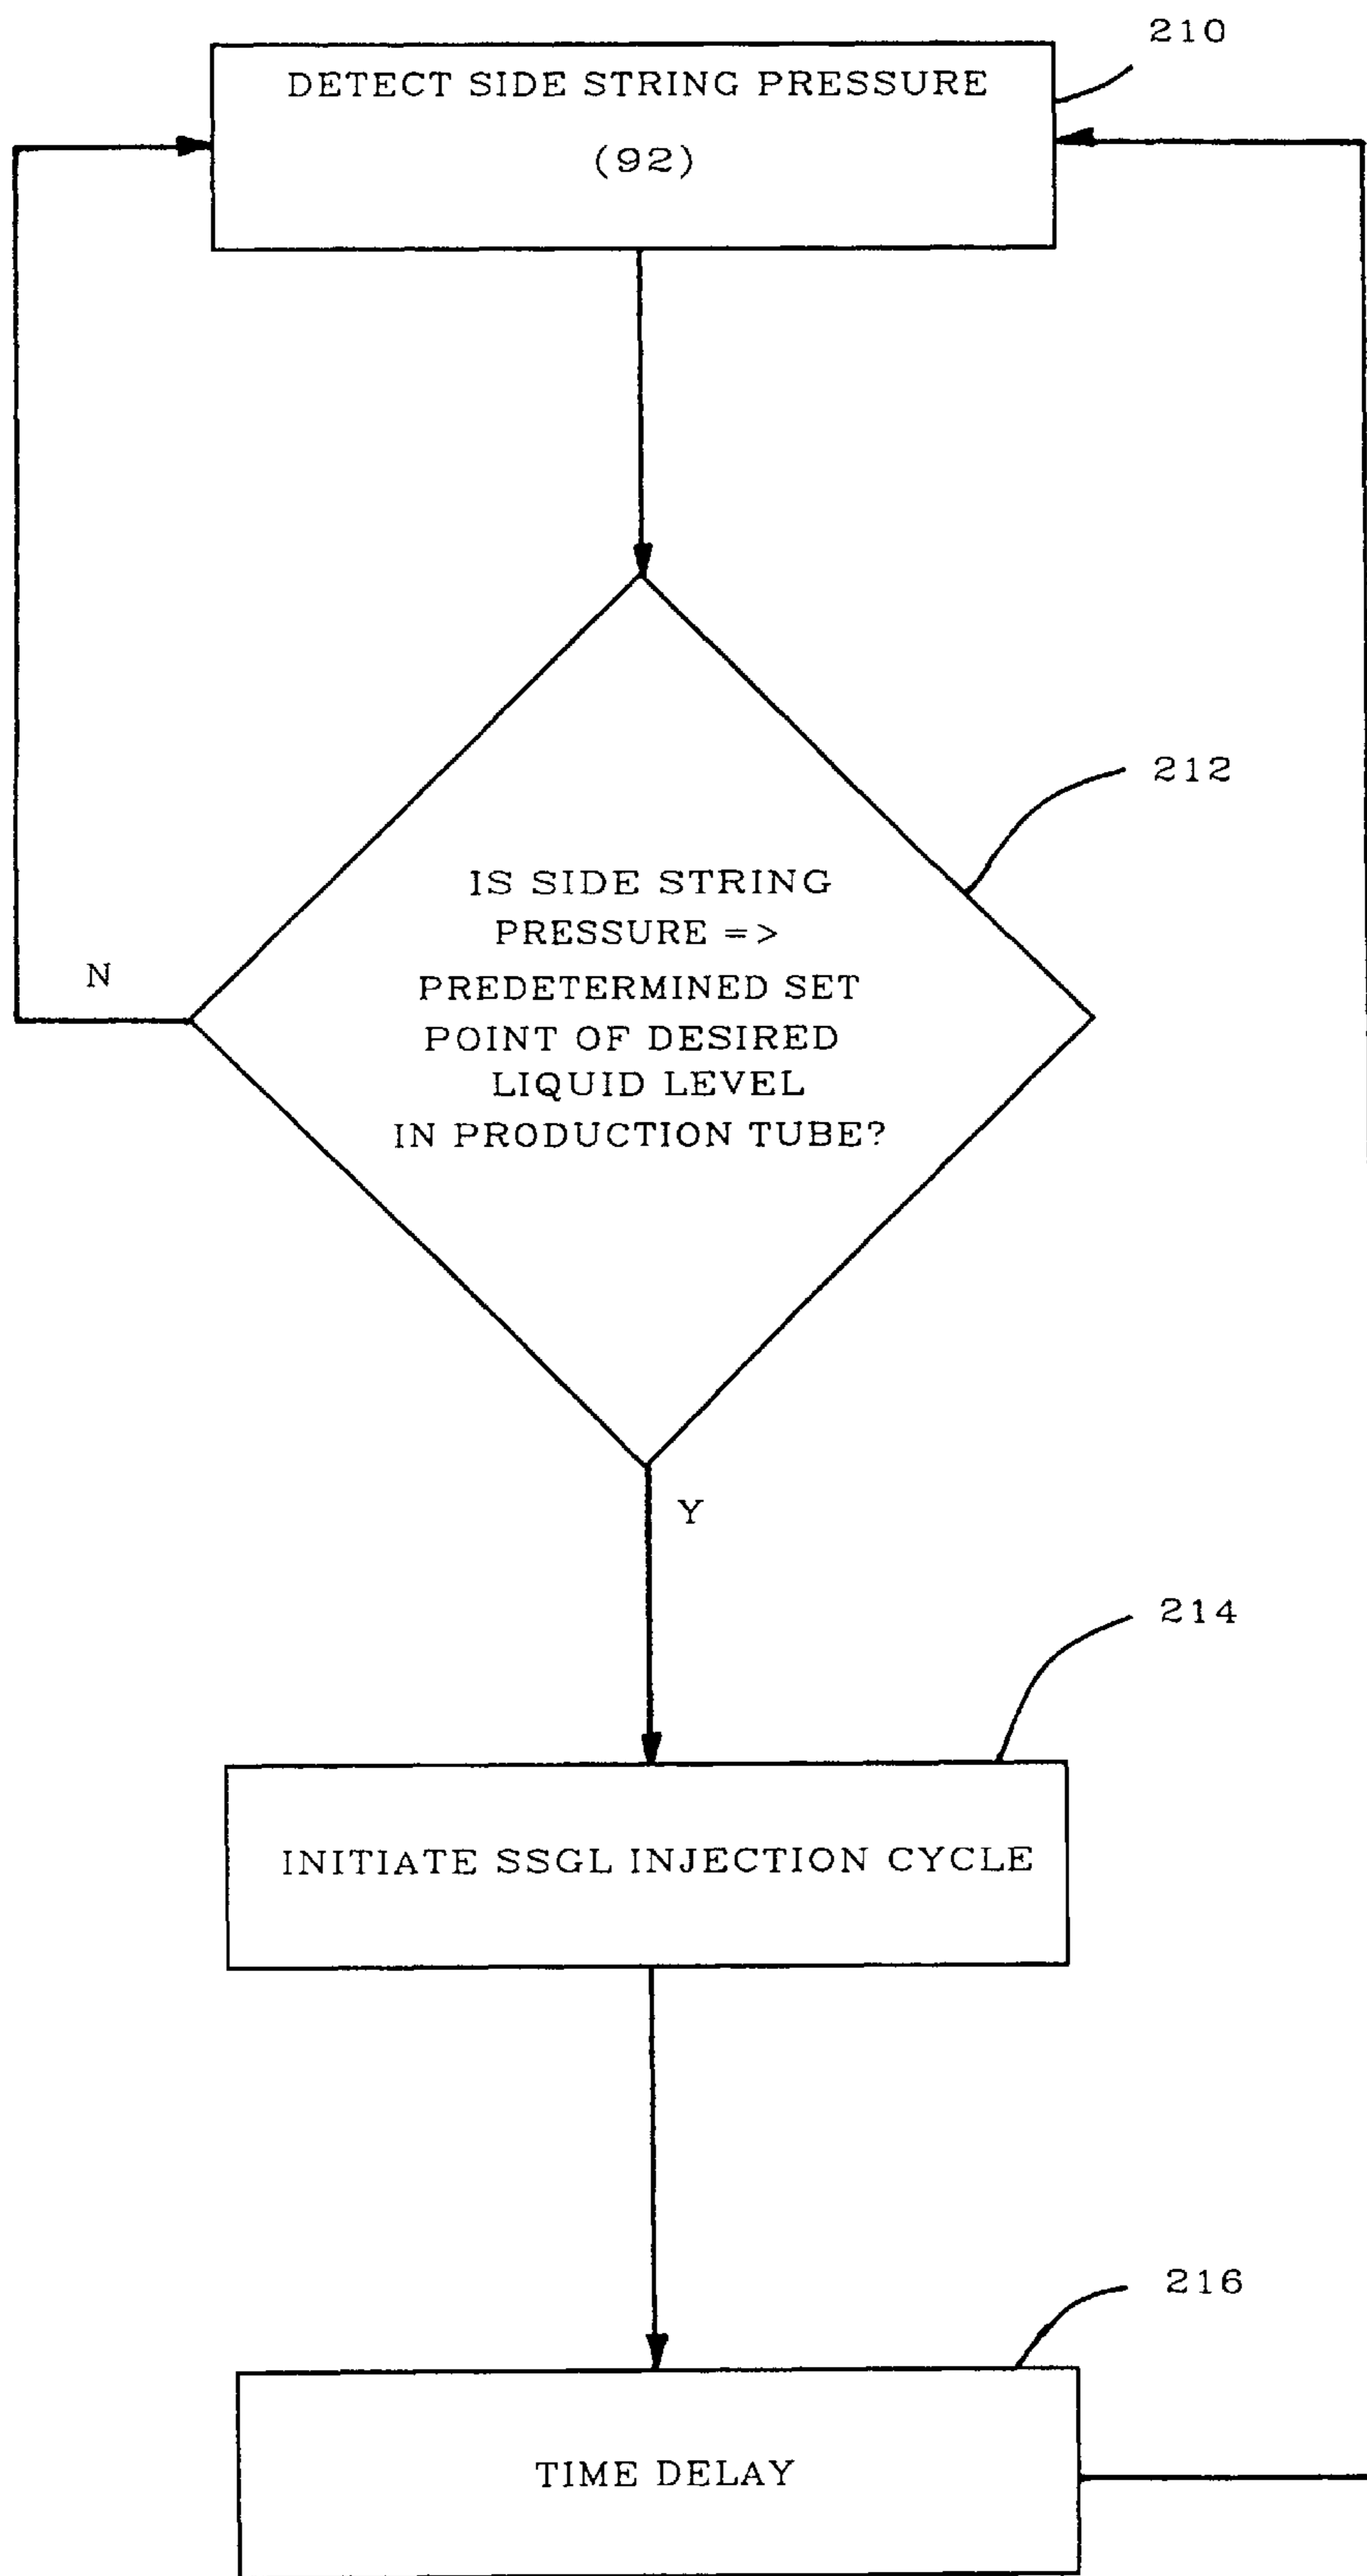 210
DETECT SIDE STRING PRESSURE
(92)
212
IS SIDE STRING
PRESSURE =>
PREDETERMINED SET
POINT OF DESIRED
LIQUID LEVEL
IN PRODUCTION TUBE?
N
Y
214
INITIATE SSGL INJECTION CYCLE
216
TIME DELAY